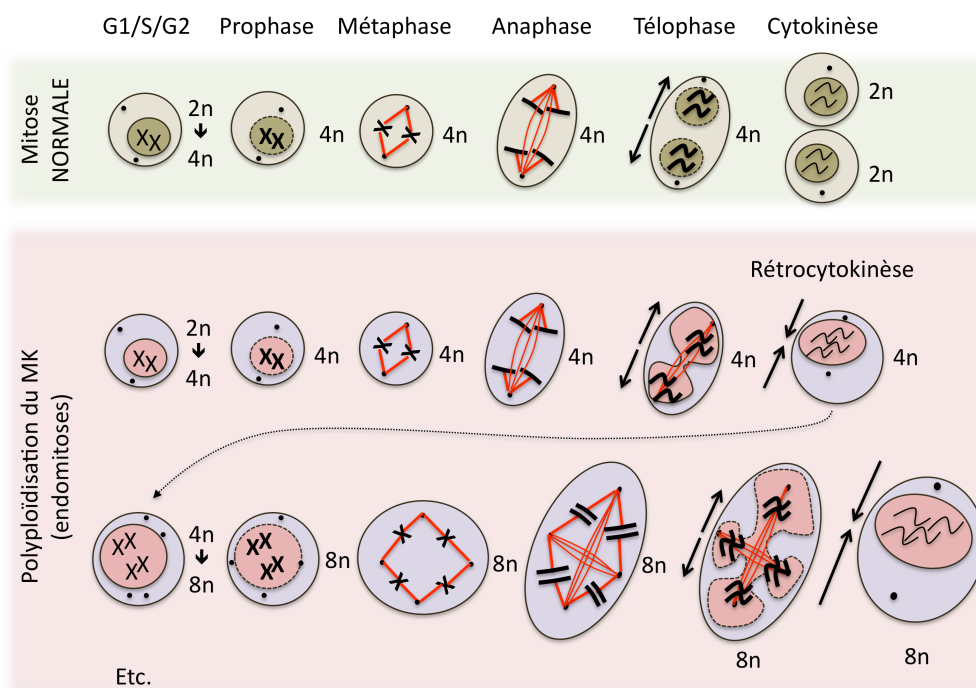 G1/S/G2 Prophase Métaphase Anaphase Télophase Cytokinèse
Mitose
NORMALE
2n
4n
4n
4n
4n
4n
2n
2n
Polyploïdisation du MK
(endomitoses)
Rétrocytokinèse
2n
4n
4n
4n
4n
4n
4n
4n
8n
8n
8n
8n
8n
8n
Etc.